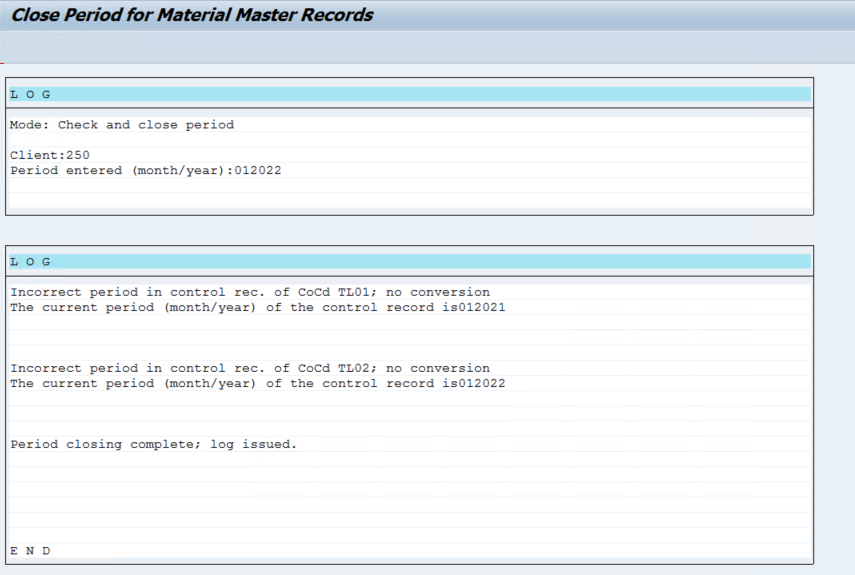 Close Period for Material Master Records
L O G
Mode: Check and close period
Client:250
Period entered (month/year):012022
L O G
Incorrect period in control rec. of CoCd TL01; no conversion
The current period (month/year) of the control record is012021
Incorrect period in control rec. of CoCd TL02; no conversion
The current period (month/year) of the control record is012022
Period closing complete; log issued.
E N D